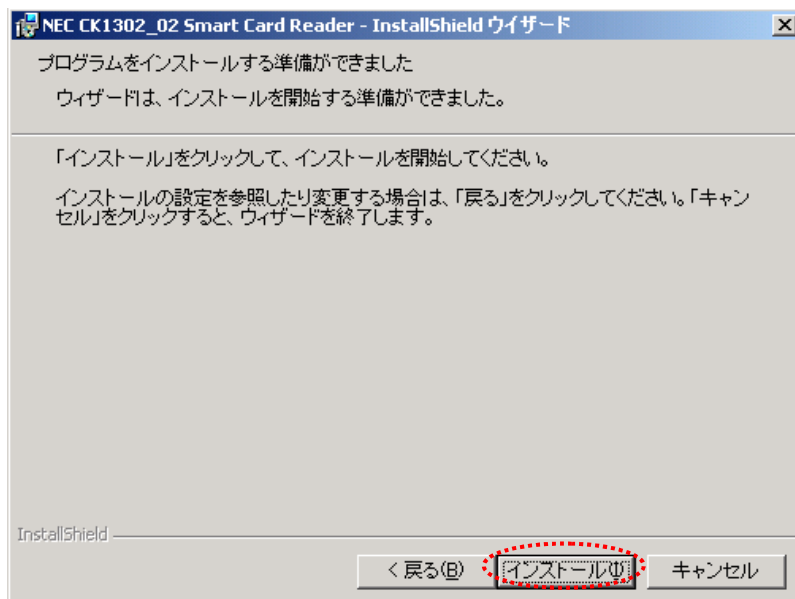 NEC CK1302_02 Smart Card Reader - InstallShield ウィザード
プログラムをインストールする準備ができました
ウィザードは、インストールを開始する準備ができました。
「インストール」をクリックして、インストールを開始してください。
インストールの設定を参照したり変更する場合は、「戻る」をクリックしてください。「キャン
セル」をクリックすると、ウィザードを終了します。
InstallShield
< 戻る(B)
インストール(I)
キャンセル